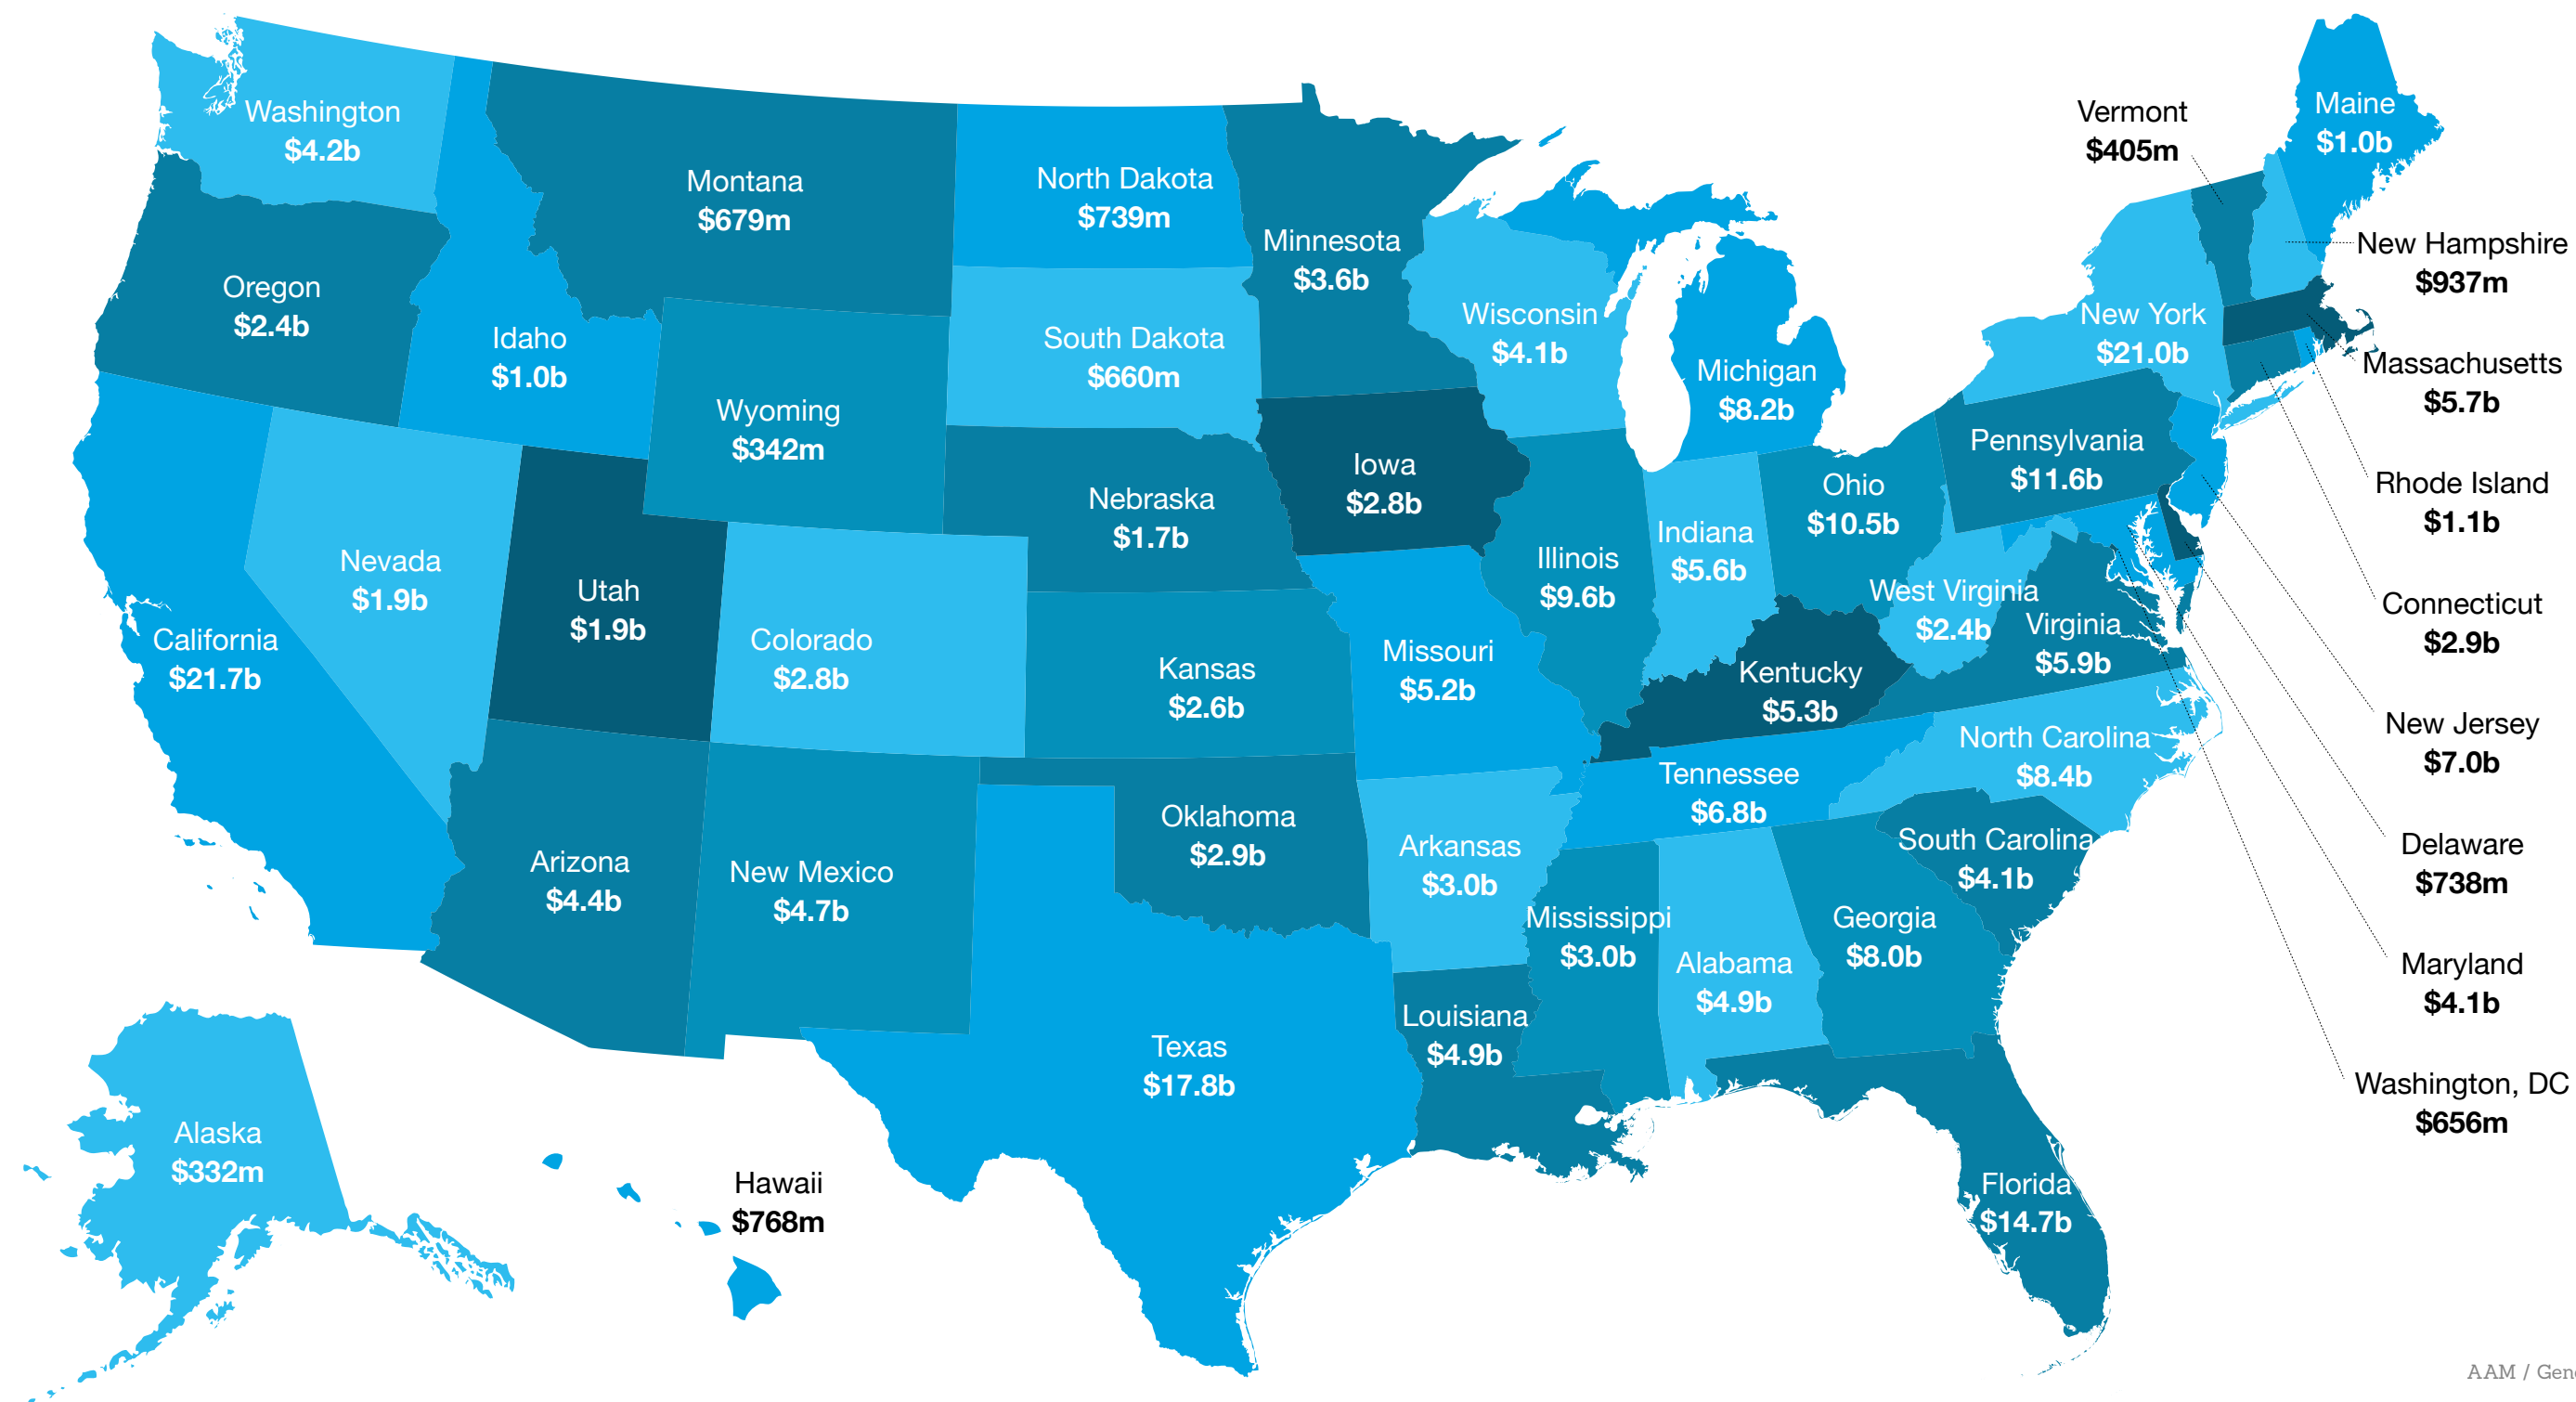 Washington
$4.2b
Oregon
$2.4b
Idaho
$1.0b
Montana
$679m
North Dakota
$739m
Minnesota
$3.6b
Wisconsin
$4.1b
Michigan
$8.2b
Vermont
$405m
Maine
$1.0b
New Hampshire
$937m
New York
$21.0b
Massachusetts
$5.7b
Rhode Island
$1.1b
Connecticut
$2.9b
New Jersey
$7.0b
Delaware
$738m
Maryland
$4.1b
Washington, DC
$656m
South Dakota
$660m
Wyoming
$342m
Nebraska
$1.7b
Iowa
$2.8b
Illinois
$9.6b
Indiana
$5.6b
Ohio
$10.5b
Pennsylvania
$11.6b
West Virginia
$2.4b
Virginia
$5.9b
Kentucky
$5.3b
California
$21.7b
Nevada
$1.9b
Utah
$1.9b
Colorado
$2.8b
Kansas
$2.6b
Missouri
$5.2b
Tennessee
$6.8b
North Carolina
$8.4b
South Carolina
$4.1b
Arizona
$4.4b
New Mexico
$4.7b
Oklahoma
$2.9b
Arkansas
$3.0b
Mississippi
$3.0b
Alabama
$4.9b
Georgia
$8.0b
Louisiana
$4.9b
Texas
$17.8b
Florida
$14.7b
Alaska
$332m
Hawaii
$768m
AAM /